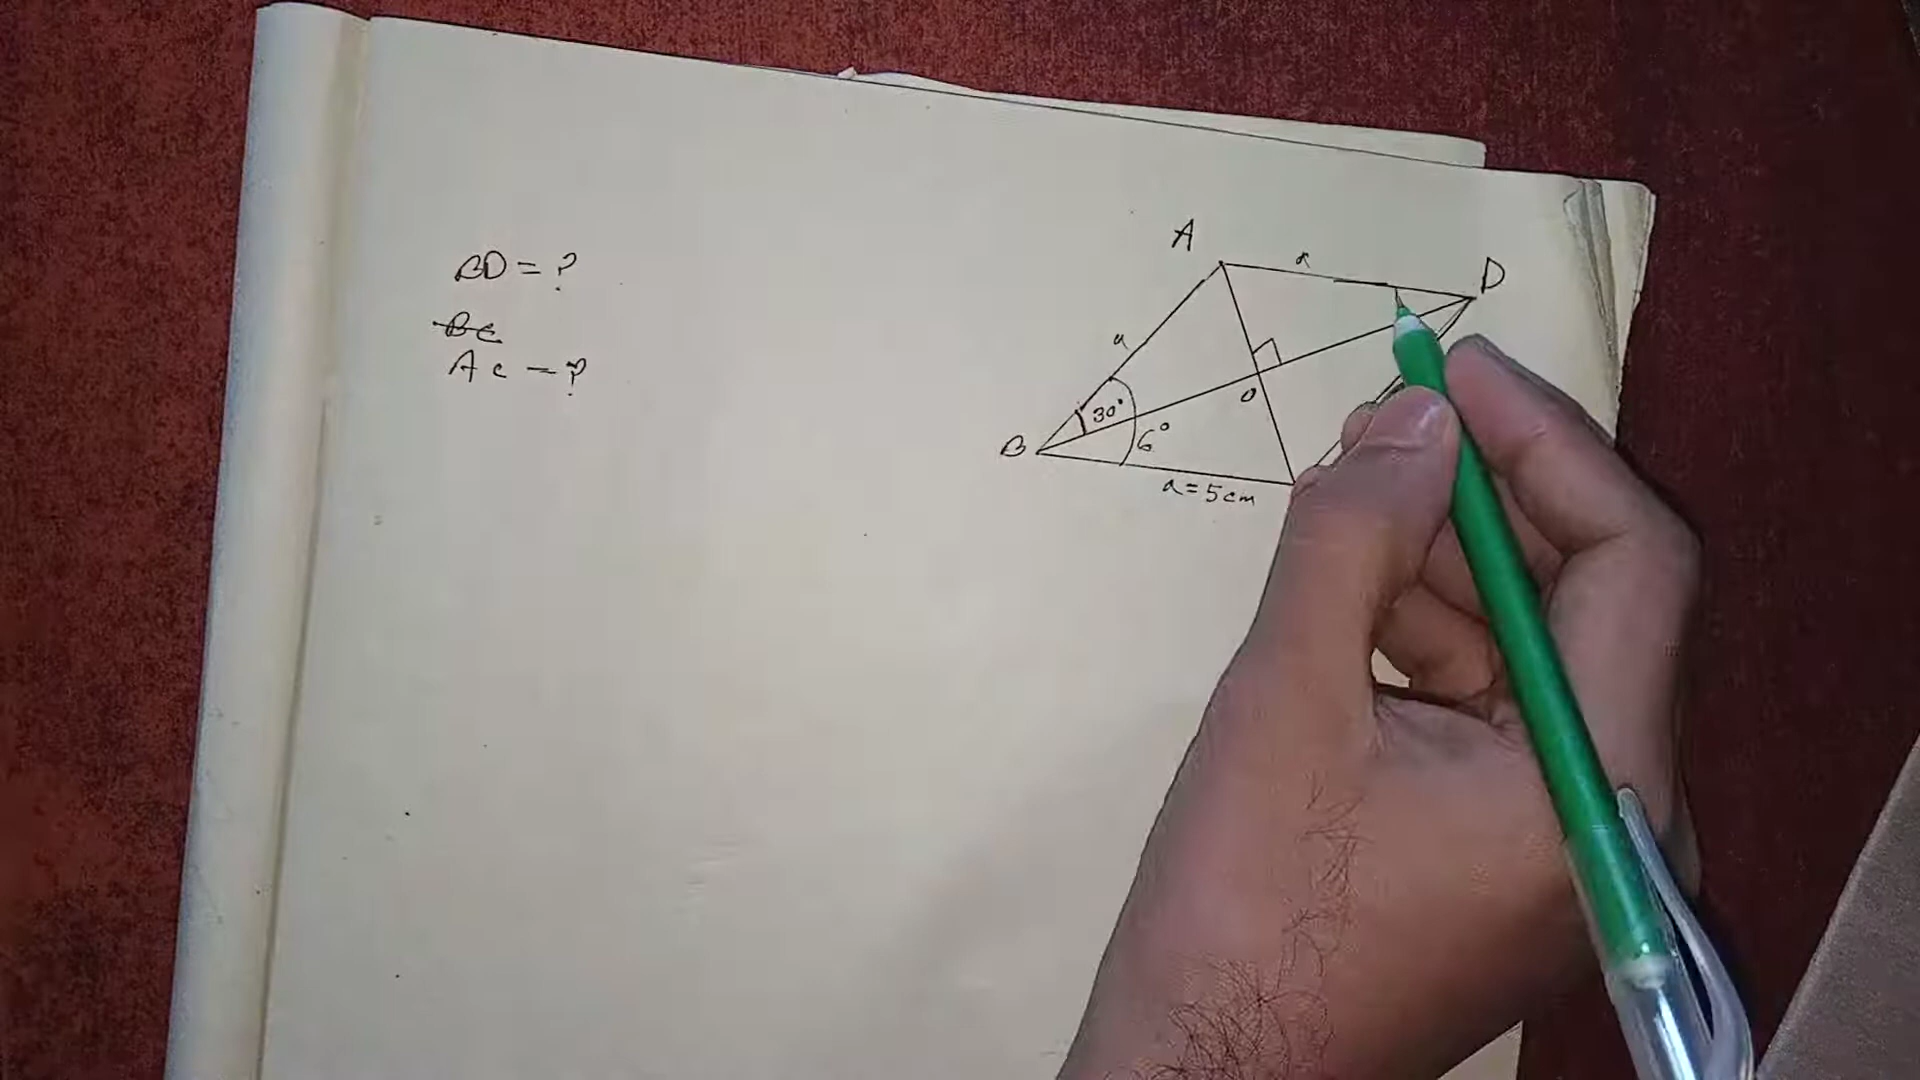 BD = ?
Bc
Ac = ?
A
a
D
a
30°
O
B
6°
a = 5cm